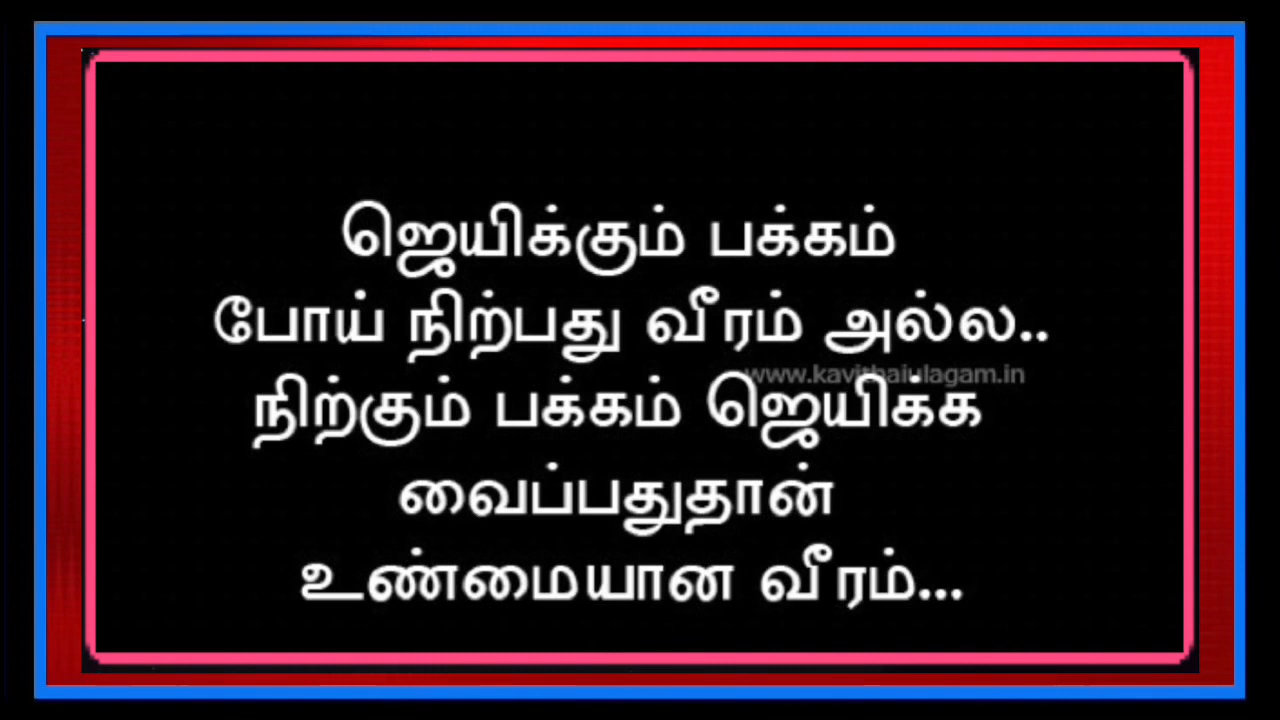 ஜெயிக்கும் பக்கம்
போய் நிற்பது வீரம் அல்ல..
www.kavithaiulagam.in
நிற்கும் பக்கம் ஜெயிக்க
வைப்பதுதான்
உண்மையான வீரம்...